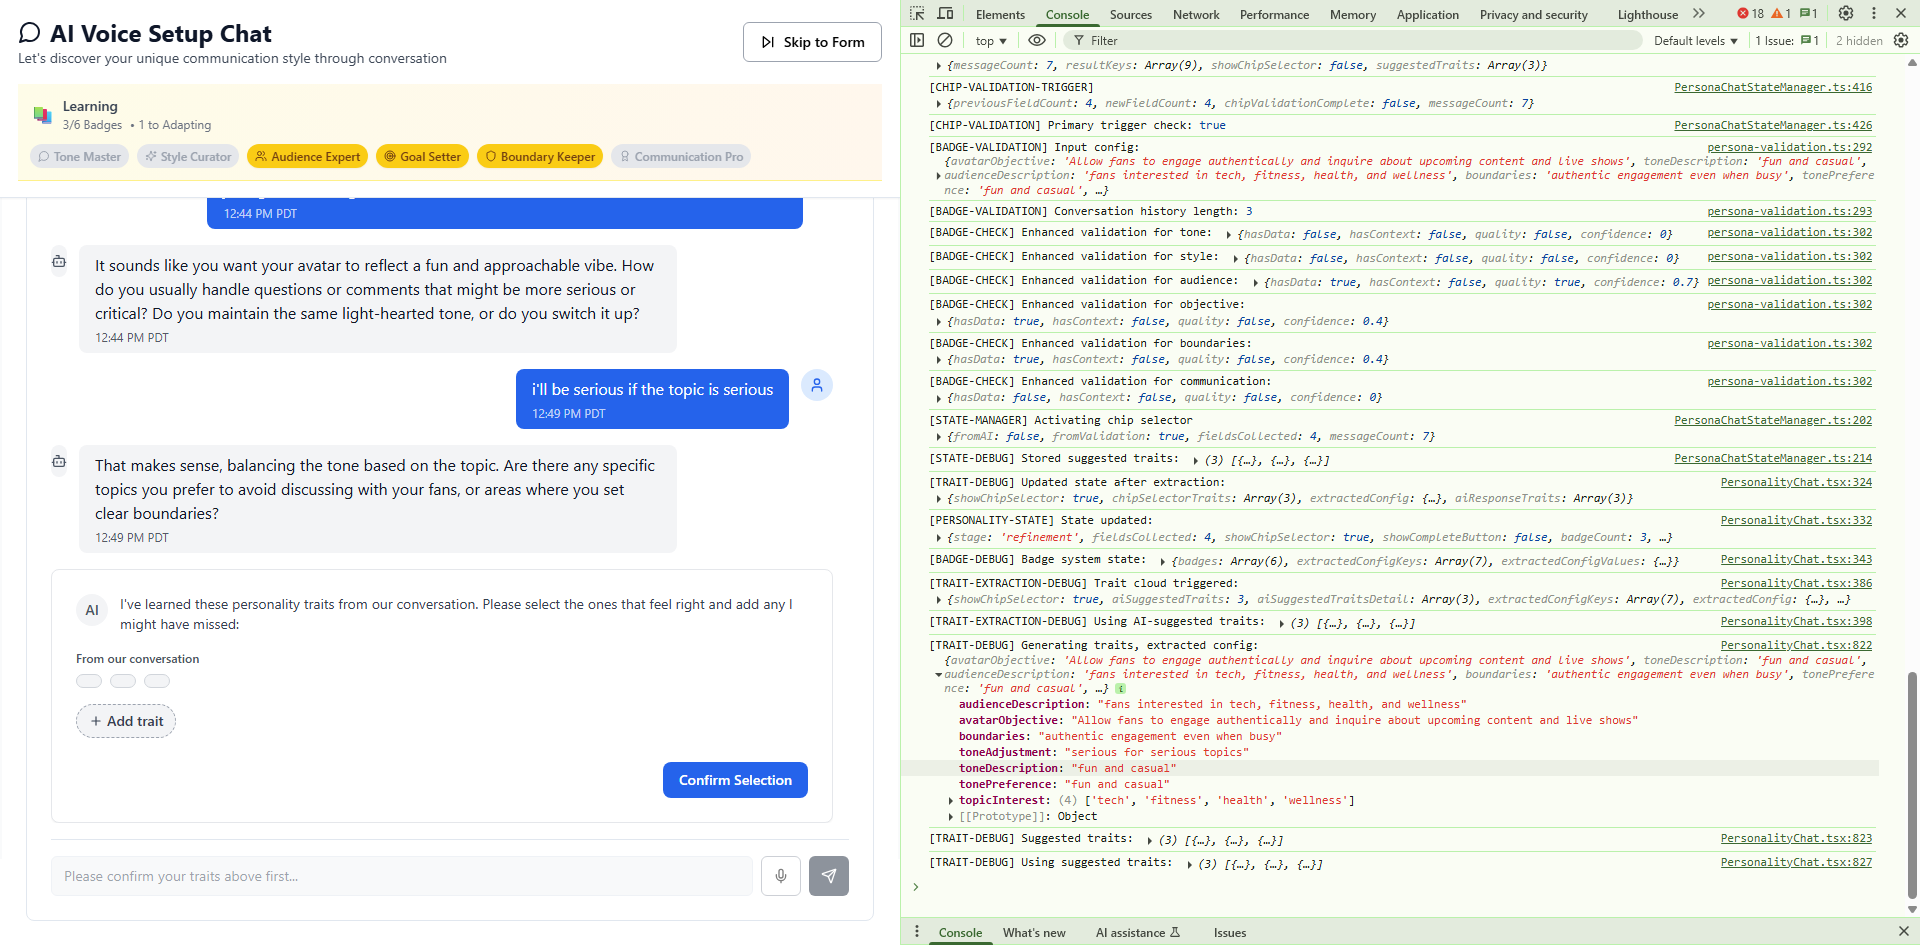 AI Voice Setup Chat
Let's discover your unique communication style through conversation
Skip to Form
Learning
3/6 Badges • 1 to Adapting
Tone Master
Style Curator
Audience Expert
Goal Setter
Boundary Keeper
Communication Pro
12:44 PM PDT
It sounds like you want your avatar to reflect a fun and approachable vibe. How
do you usually handle questions or comments that might be more serious or
critical? Do you maintain the same light-hearted tone, or do you switch it up?
12:44 PM PDT
i'll be serious if the topic is serious
12:49 PM PDT
That makes sense, balancing the tone based on the topic. Are there any specific
topics you prefer to avoid discussing with your fans, or areas where you set
clear boundaries?
12:49 PM PDT
AI
I've learned these personality traits from our conversation. Please select the ones that feel right and add any I
might have missed:
From our conversation
+ Add trait
Confirm Selection
Please confirm your traits above first...
Elements
Console
Sources
Network
Performance
Memory
Application
Privacy and security
Lighthouse
18
1
1
top
Filter
Default levels
1 Issue: 1
2 hidden
{messageCount: 7, resultKeys: Array(9), showChipSelector: false, suggestedTraits: Array(3)}
[CHIP-VALIDATION-TRIGGER] PersonaChatStateManager.ts:416
{previousFieldCount: 4, newFieldCount: 4, chipValidationComplete: false, messageCount: 7}
[CHIP-VALIDATION] Primary trigger check: true PersonaChatStateManager.ts:426
[BADGE-VALIDATION] Input config: persona-validation.ts:292
{avatarObjective: 'Allow fans to engage authentically and inquire about upcoming content and live shows', toneDescription: 'fun and casual',
audienceDescription: 'fans interested in tech, fitness, health, and wellness', boundaries: 'authentic engagement even when busy', tonePrefere
nce: 'fun and casual', …}
[BADGE-VALIDATION] Conversation history length: 3 persona-validation.ts:293
[BADGE-CHECK] Enhanced validation for tone: {hasData: false, hasContext: false, quality: false, confidence: 0} persona-validation.ts:302
[BADGE-CHECK] Enhanced validation for style: {hasData: false, hasContext: false, quality: false, confidence: 0} persona-validation.ts:302
[BADGE-CHECK] Enhanced validation for audience: {hasData: true, hasContext: false, quality: true, confidence: 0.7} persona-validation.ts:302
[BADGE-CHECK] Enhanced validation for objective: persona-validation.ts:302
{hasData: true, hasContext: false, quality: false, confidence: 0.4}
[BADGE-CHECK] Enhanced validation for boundaries: persona-validation.ts:302
{hasData: true, hasContext: false, quality: false, confidence: 0.4}
[BADGE-CHECK] Enhanced validation for communication: persona-validation.ts:302
{hasData: false, hasContext: false, quality: false, confidence: 0}
[STATE-MANAGER] Activating chip selector PersonaChatStateManager.ts:202
{fromAI: false, fromValidation: true, fieldsCollected: 4, messageCount: 7}
[STATE-DEBUG] Stored suggested traits: (3) [{…}, {…}, {…}] PersonaChatStateManager.ts:214
[TRAIT-DEBUG] Updated state after extraction: PersonalityChat.tsx:324
{showChipSelector: true, chipSelectorTraits: Array(3), extractedConfig: {…}, aiResponseTraits: Array(3)}
[PERSONALITY-STATE] State updated: PersonalityChat.tsx:332
{stage: 'refinement', fieldsCollected: 4, showChipSelector: true, showCompleteButton: false, badgeCount: 3, …}
[BADGE-DEBUG] Badge system state: {badges: Array(6), extractedConfigKeys: Array(7), extractedConfigValues: {…}} PersonalityChat.tsx:343
[TRAIT-EXTRACTION-DEBUG] Trait cloud triggered: PersonalityChat.tsx:386
{showChipSelector: true, aiSuggestedTraits: 3, aiSuggestedTraitsDetail: Array(3), extractedConfigKeys: Array(7), extractedConfig: {…}, …}
[TRAIT-EXTRACTION-DEBUG] Using AI-suggested traits: (3) [{…}, {…}, {…}] PersonalityChat.tsx:398
[TRAIT-DEBUG] Generating traits, extracted config: PersonalityChat.tsx:822
{avatarObjective: 'Allow fans to engage authentically and inquire about upcoming content and live shows', toneDescription: 'fun and casual',
audienceDescription: 'fans interested in tech, fitness, health, and wellness', boundaries: 'authentic engagement even when busy', tonePrefere
nce: 'fun and casual', …} i
audienceDescription: "fans interested in tech, fitness, health, and wellness"
avatarObjective: "Allow fans to engage authentically and inquire about upcoming content and live shows"
boundaries: "authentic engagement even when busy"
toneAdjustment: "serious for serious topics"
toneDescription: "fun and casual"
tonePreference: "fun and casual"
topicInterest: (4) ['tech', 'fitness', 'health', 'wellness']
[[Prototype]]: Object
[TRAIT-DEBUG] Suggested traits: (3) [{…}, {…}, {…}] PersonalityChat.tsx:823
[TRAIT-DEBUG] Using suggested traits: (3) [{…}, {…}, {…}] PersonalityChat.tsx:827
Console
What's new
AI assistance
Issues